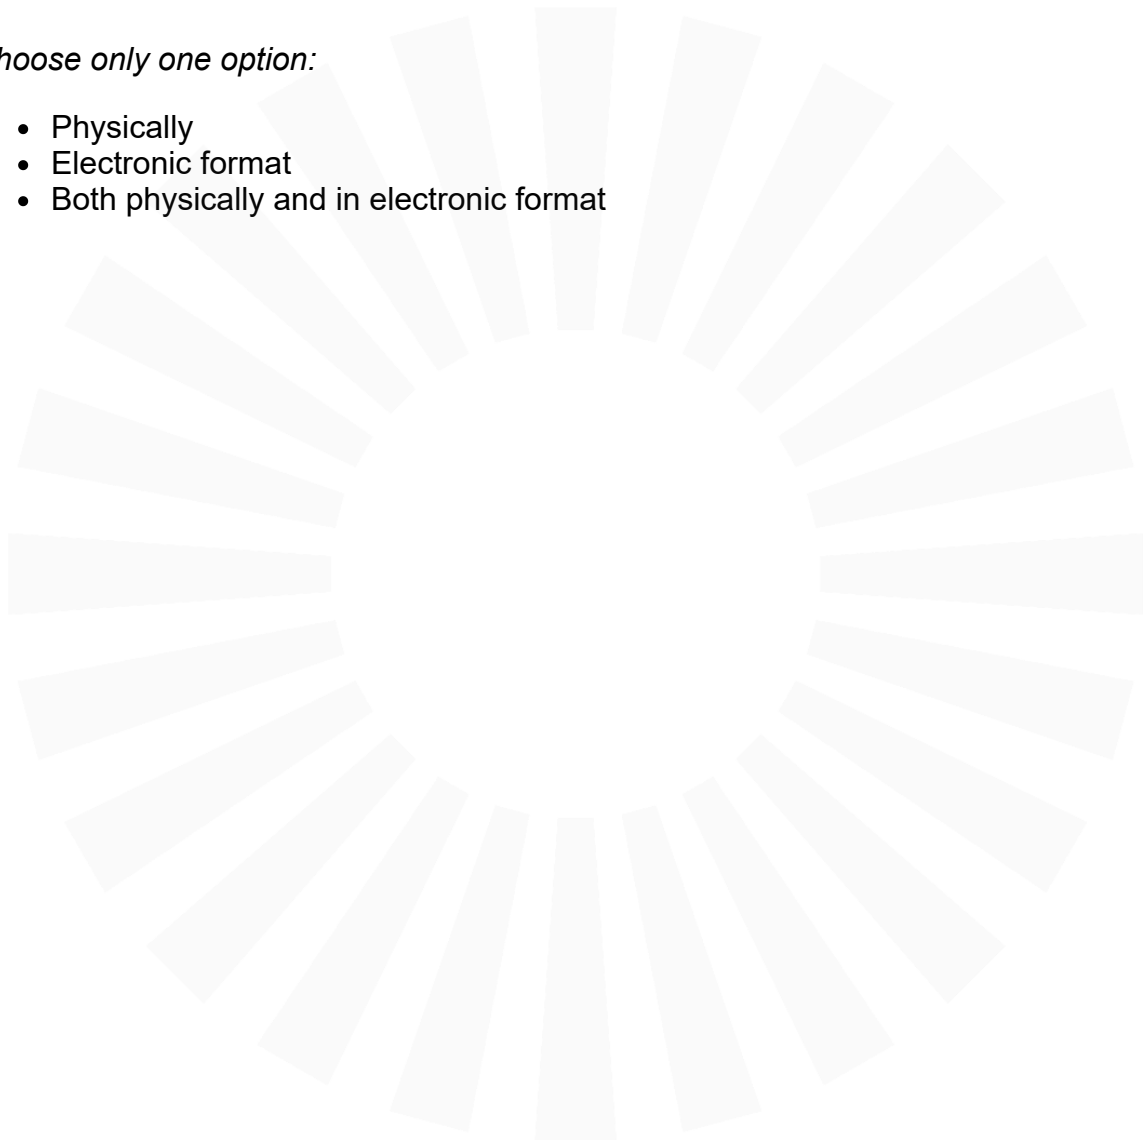 hoose only one option:
• Physically
• Electronic format
• Both physically and in electronic format